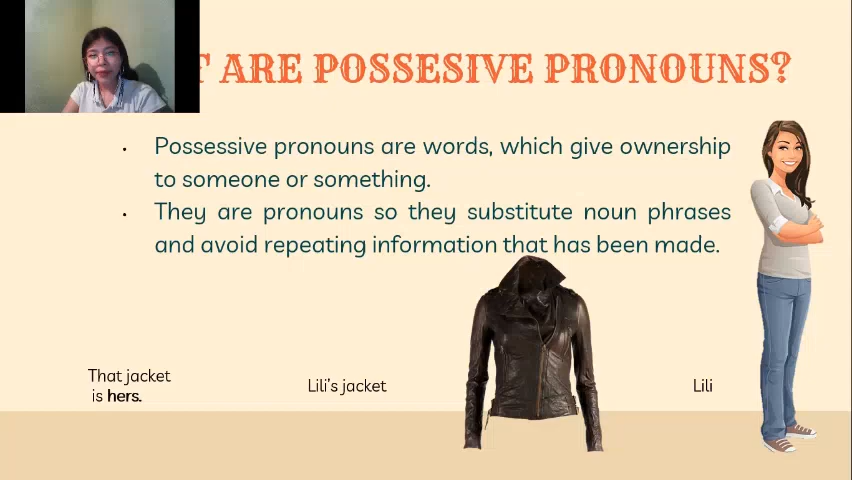 ARE POSSESIVE PRONOUNS?
• Possessive pronouns are words, which give ownership
to someone or something.
• They are pronouns so they substitute noun phrases
and avoid repeating information that has been made.
That jacket
is hers.
Lili's jacket
Lili